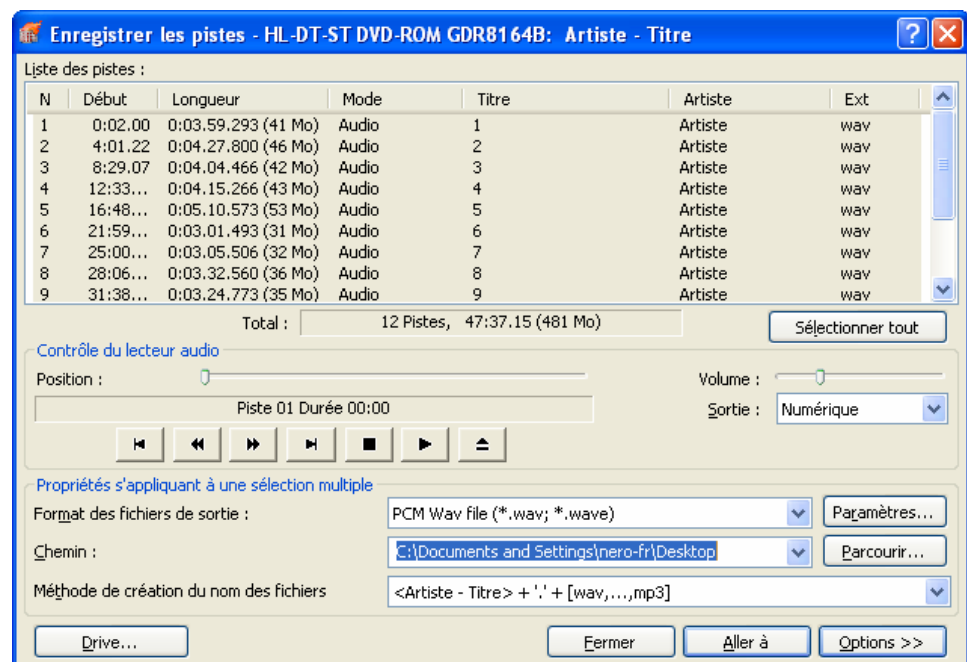 Enregistrer les pistes - HL-DT-ST DVD-ROM GDR8164B: Artiste - Titre
Liste des pistes :
N Début Longueur Mode Titre Artiste Ext
1 0:02.00 0:03.59.293 (41 Mo) Audio 1 Artiste wav
2 4:01.22 0:04.27.800 (46 Mo) Audio 2 Artiste wav
3 8:29.07 0:04.04.466 (42 Mo) Audio 3 Artiste wav
4 12:33... 0:04.15.266 (43 Mo) Audio 4 Artiste wav
5 16:48... 0:05.10.573 (53 Mo) Audio 5 Artiste wav
6 21:59... 0:03.01.493 (31 Mo) Audio 6 Artiste wav
7 25:00... 0:03.05.506 (32 Mo) Audio 7 Artiste wav
8 28:06... 0:03.32.560 (36 Mo) Audio 8 Artiste wav
9 31:38... 0:03.24.773 (35 Mo) Audio 9 Artiste wav
Total : 12 Pistes, 47:37.15 (481 Mo) Sélectionner tout
Contrôle du lecteur audio
Position : Volume :
Piste 01 Durée 00:00 Sortie : Numérique
Propriétés s'appliquant à une sélection multiple
Format des fichiers de sortie : PCM Wav file (*.wav; *.wave) Paramètres...
Chemin : C:\Documents and Settings\nero-fr\Desktop Parcourir...
Méthode de création du nom des fichiers <Artiste - Titre> + '.' + [wav,...,mp3]
Drive... Fermer Aller à Options >>